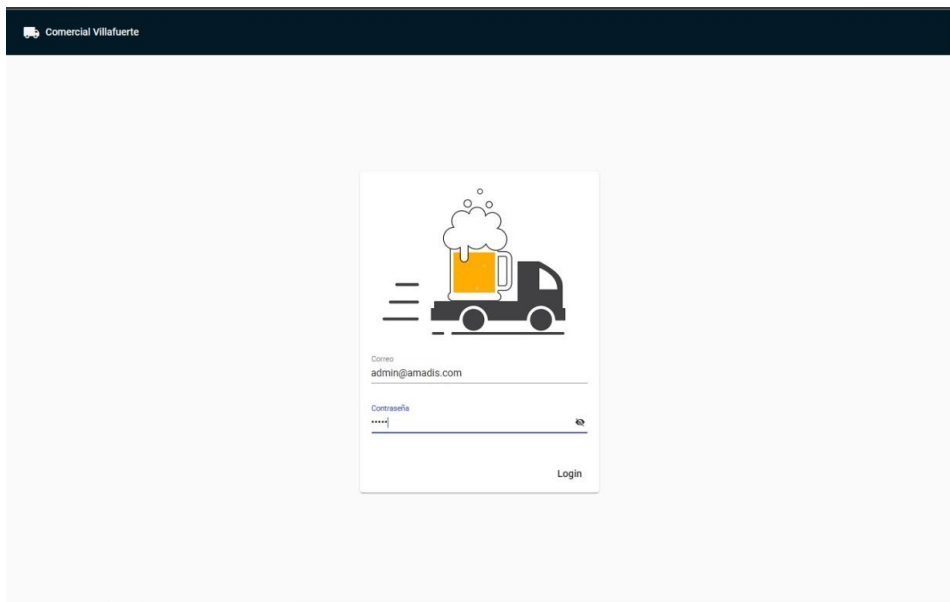 Comercial Villafuerte
Correo
admin@amadis.com
Contraseña
•••••
Login